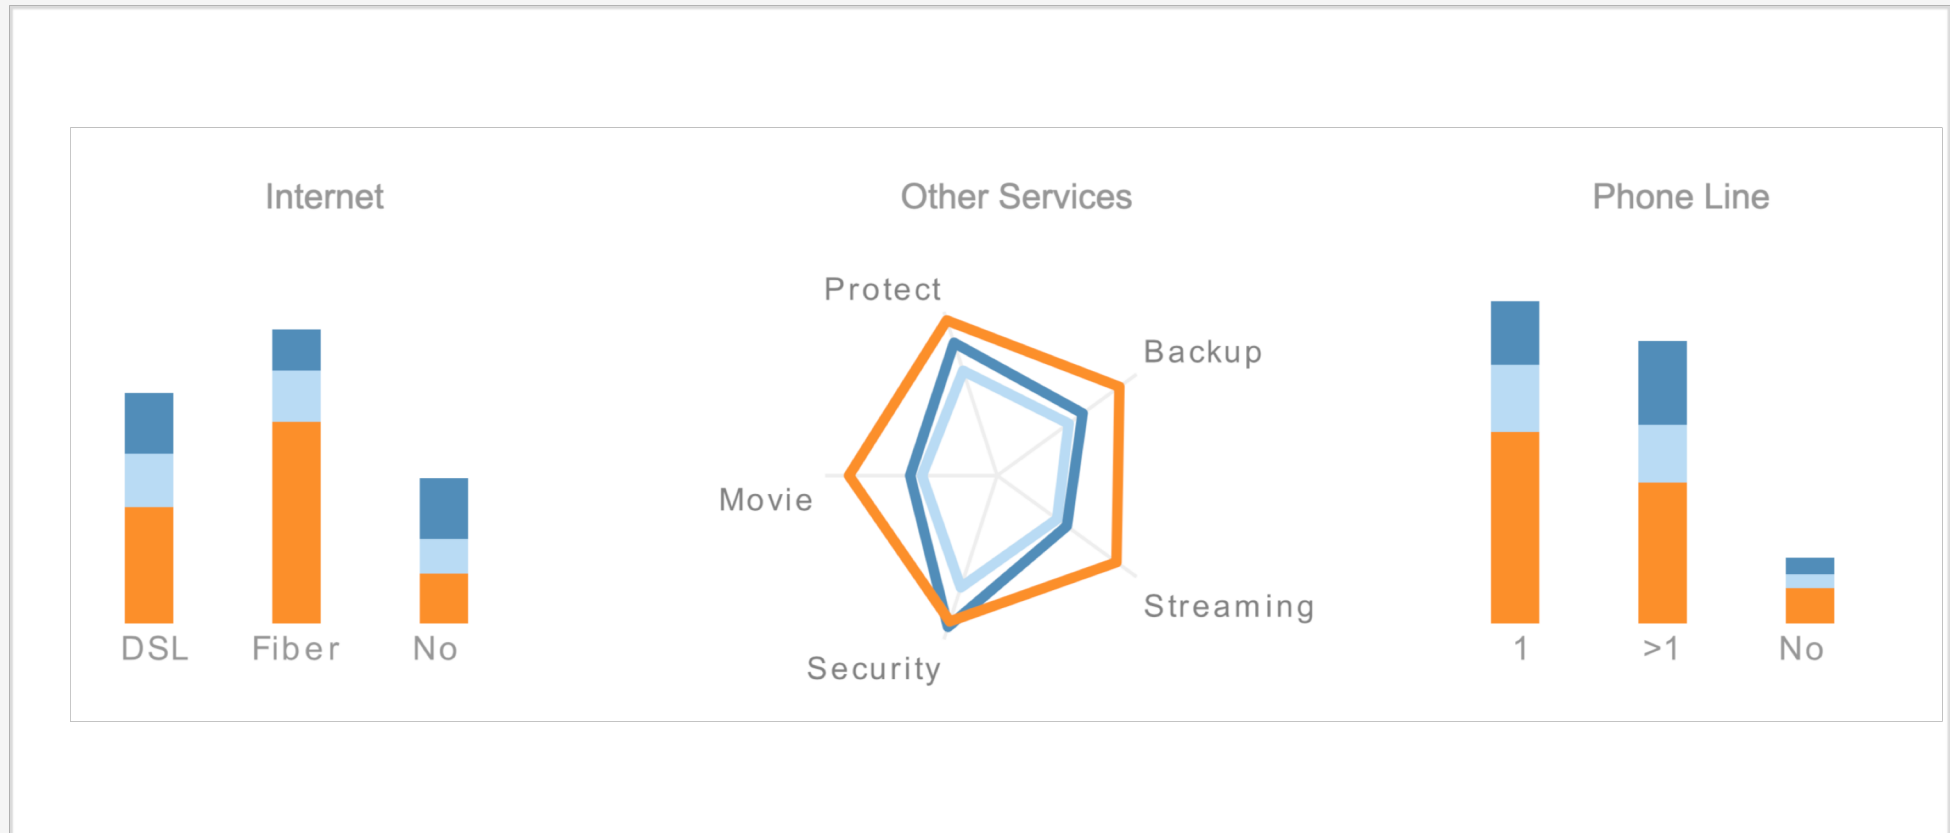 Internet
DSL
Fiber
No
Other Services
Protect
Backup
Movie
Streaming
Security
Phone Line
1
>1
No